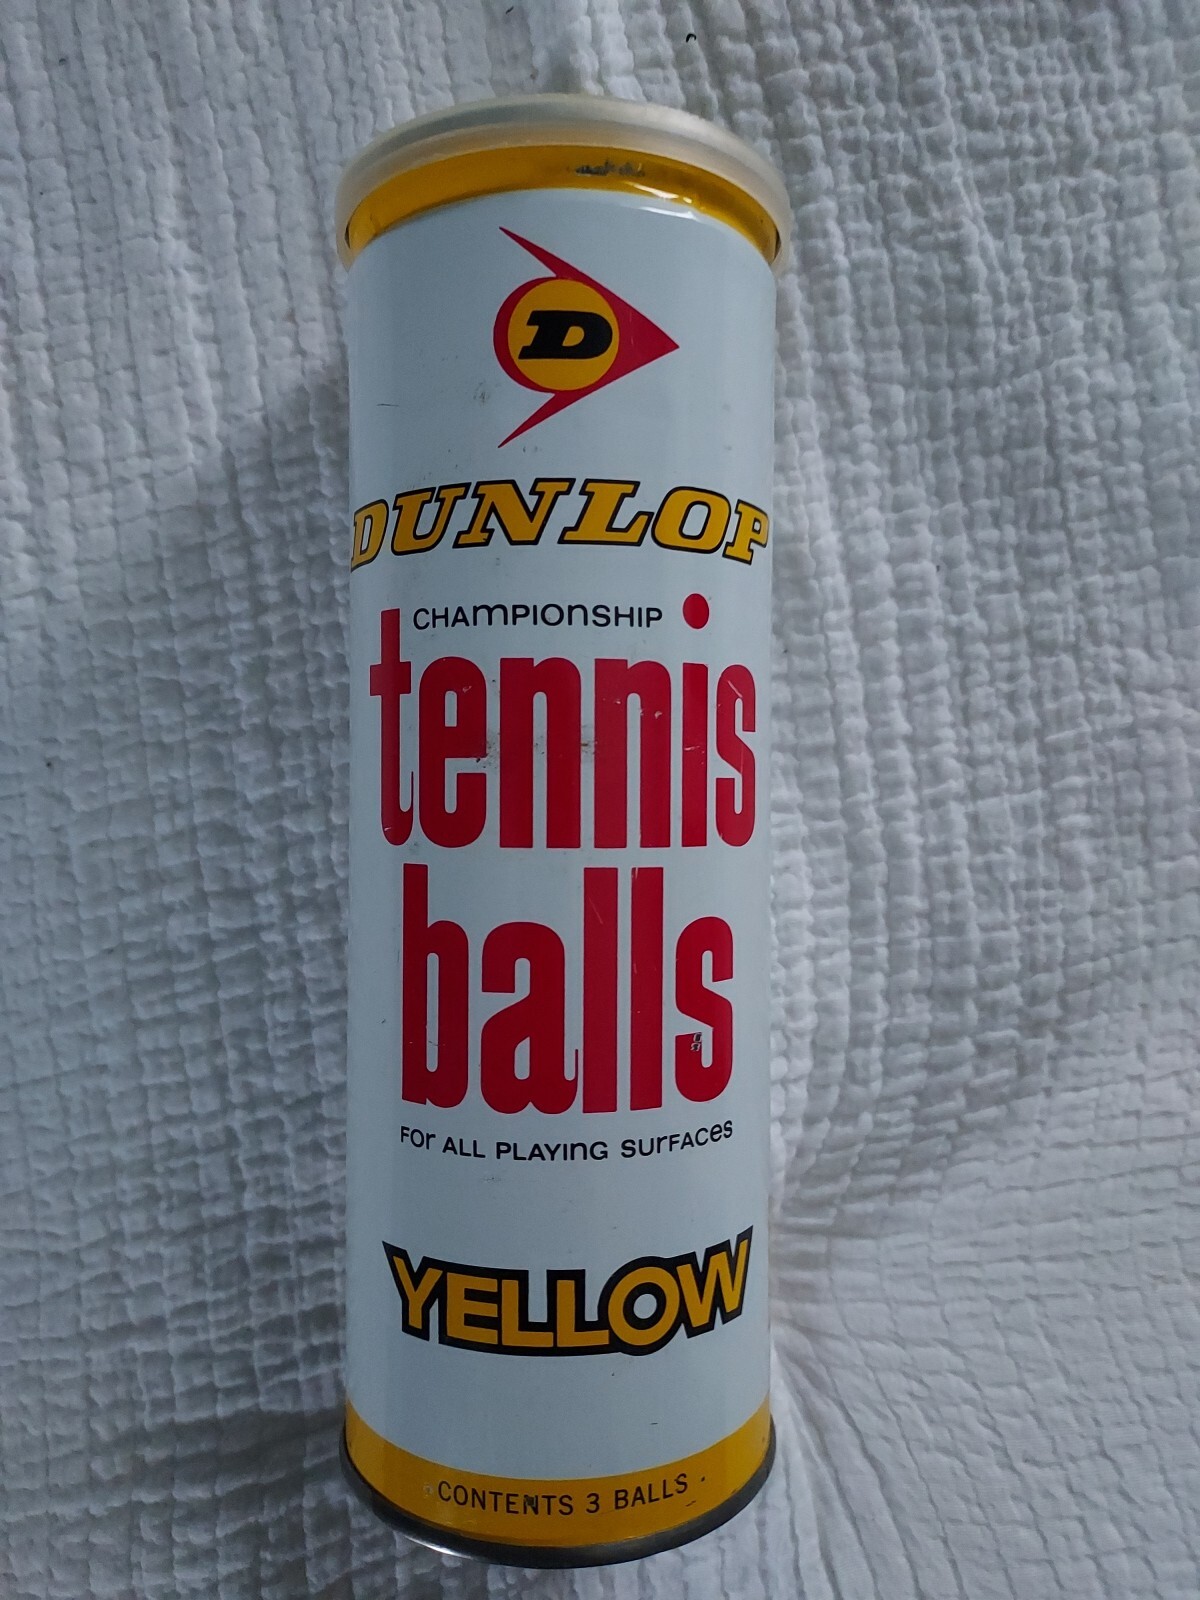 D
DUNLOP
CHAMPIONSHIP
tennis
balls
FOR ALL PLAYING SURFACES
YELLOW
CONTENTS 3 BALLS